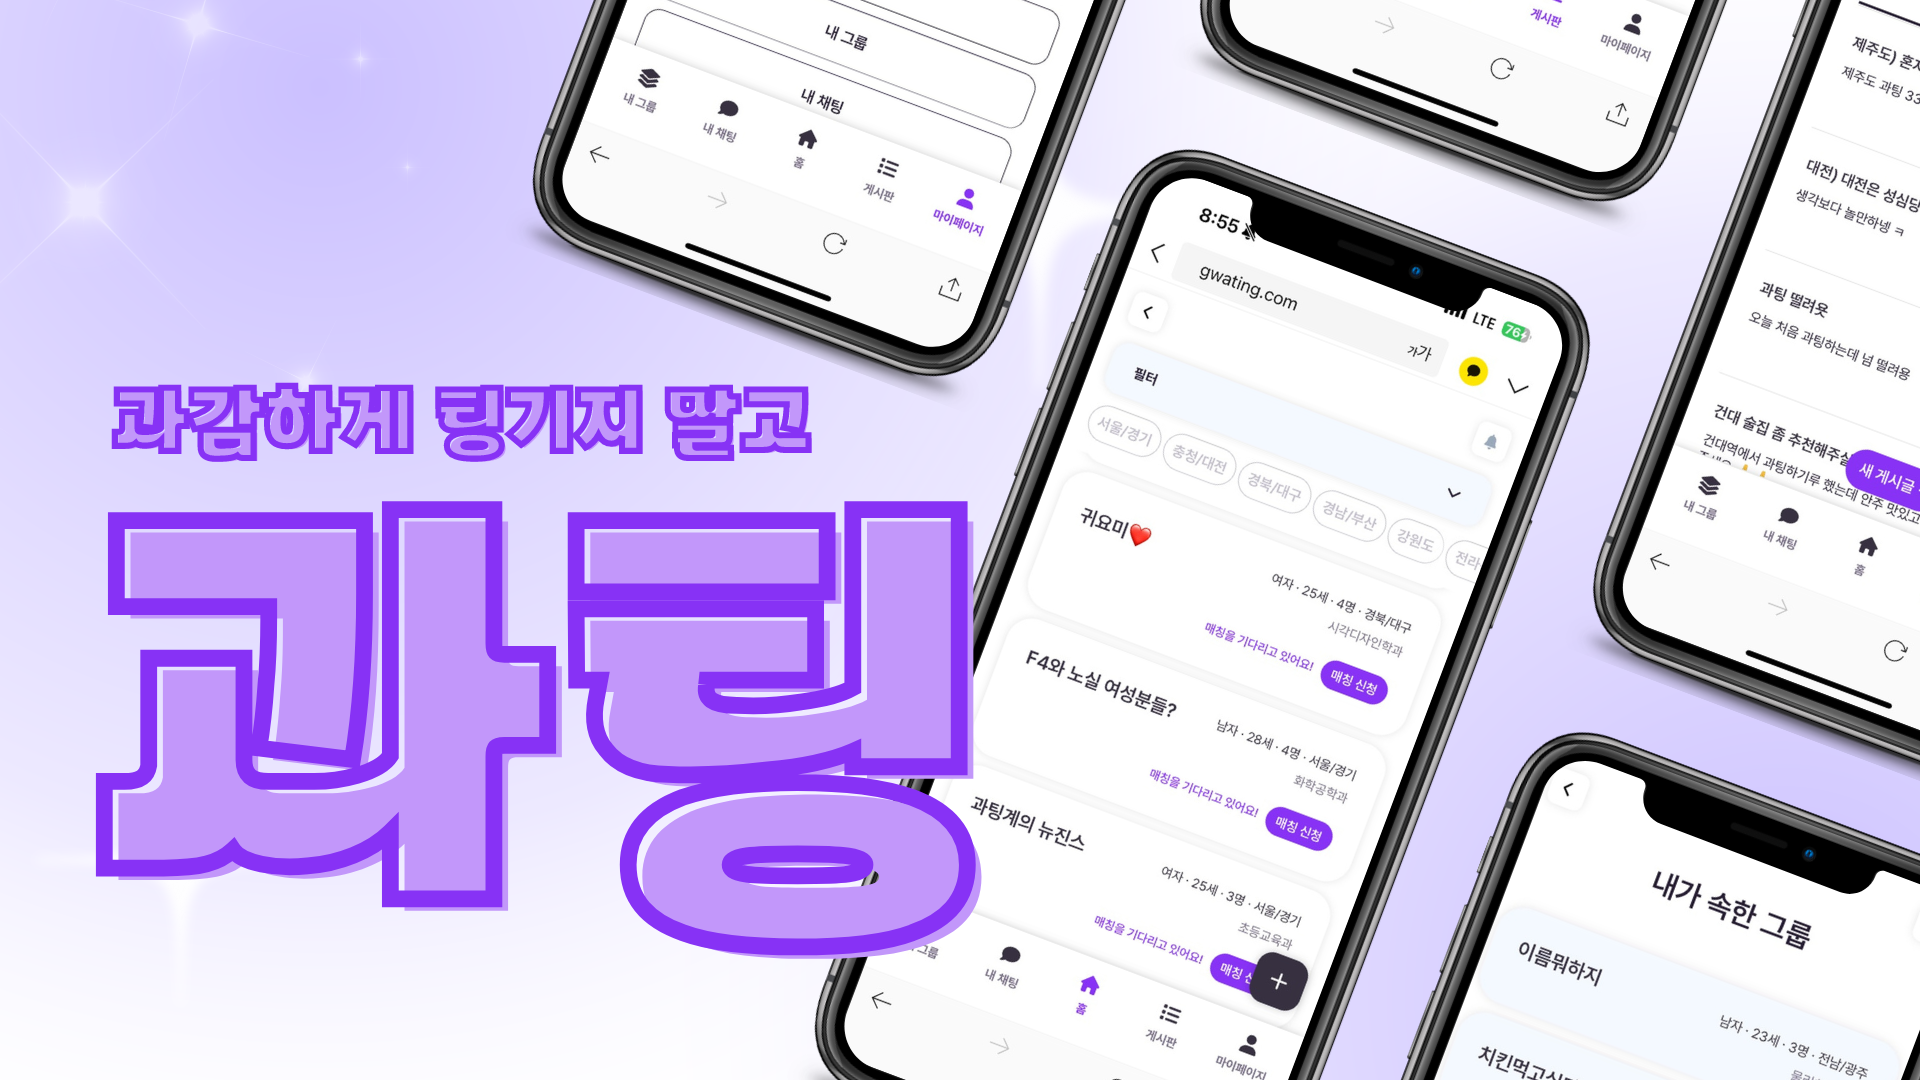 과감하게 팅기지 말고
과팅
내 그룹
내 채팅
내 그룹
내 채팅
홈
게시판
마이페이지
게시판
마이페이지
8:55
LTE 76
gwating.com
가가
필터
서울/경기
충청/대전
경북/대구
경남/부산
강원도
전라
귀요미❤️
여자 · 25세 · 4명 · 경북/대구
시각디자인학과
매칭을 기다리고 있어요!
매칭 신청
F4와 노실 여성분들?
남자 · 28세 · 4명 · 서울/경기
화학공학과
매칭을 기다리고 있어요!
매칭 신청
과팅계의 뉴진스
여자 · 25세 · 3명 · 서울/경기
초등교육과
매칭을 기다리고 있어요!
매칭
그룹
내 채팅
홈
게시판
마이페이지
제주도)
제주도 과팅 33
대전) 대전은 성심당
생각보다 놀만하넹 ㅋ
과팅 떨려욧
오늘 처음 과팅하는데 넘 떨려용
건대 술집 좀 추천해주실
건대역에서 과팅하기루 했는데 안주 맛있고
새 게시글
내 그룹
내 채팅
홈
내가 속한 그룹
이름뭐하지
남자 · 23세 · 3명 · 전남/광주
치킨먹고